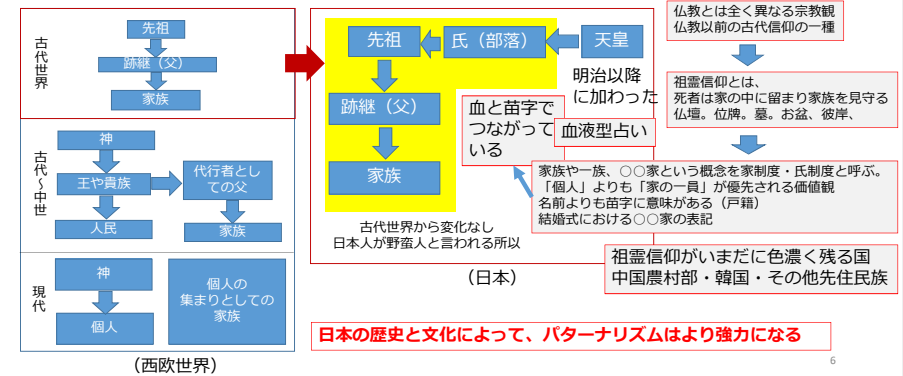 古代世界
先祖
跡継（父）
家族
古代～中世
神
王や貴族
人民
代行者とし
ての父
家族
現代
神
個人
個人の
集まりとしての
家族
（西欧世界）
先祖
氏（部落）
天皇
明治以降
に加わった
跡継（父）
家族
血と苗字で
つながって
いる
血液型占い
古代世界から変化なし
日本人が野蛮人と言われる所以
（日本）
仏教とは全く異なる宗教観
仏教以前の古代信仰の一種
祖霊信仰とは、
死者は家の中に留まり家族を見守る
仏壇。位牌。墓。お盆、彼岸、
家族や一族、○○家という概念を家制度・氏制度と呼ぶ。
「個人」よりも「家の一員」が優先される価値観
名前よりも苗字に意味がある（戸籍）
結婚式における○○家の表記
祖霊信仰がいまだに色濃く残る国
中国農村部・韓国・その他先住民族
日本の歴史と文化によって、パターナリズムはより強力になる
6